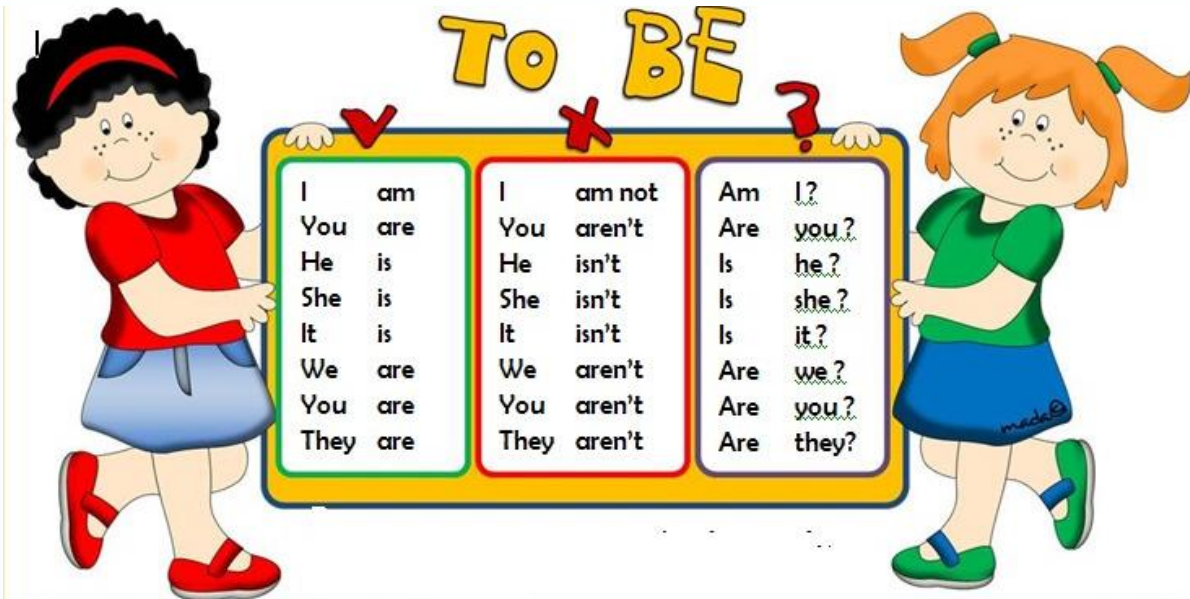 TO BE
I am
You are
He is
She is
It is
We are
You are
They are
I am not
You aren't
He isn't
She isn't
It isn't
We aren't
You aren't
They aren't
Am I ?
Are you ?
Is he ?
Is she ?
Is it ?
Are we ?
Are you ?
Are they?
mada